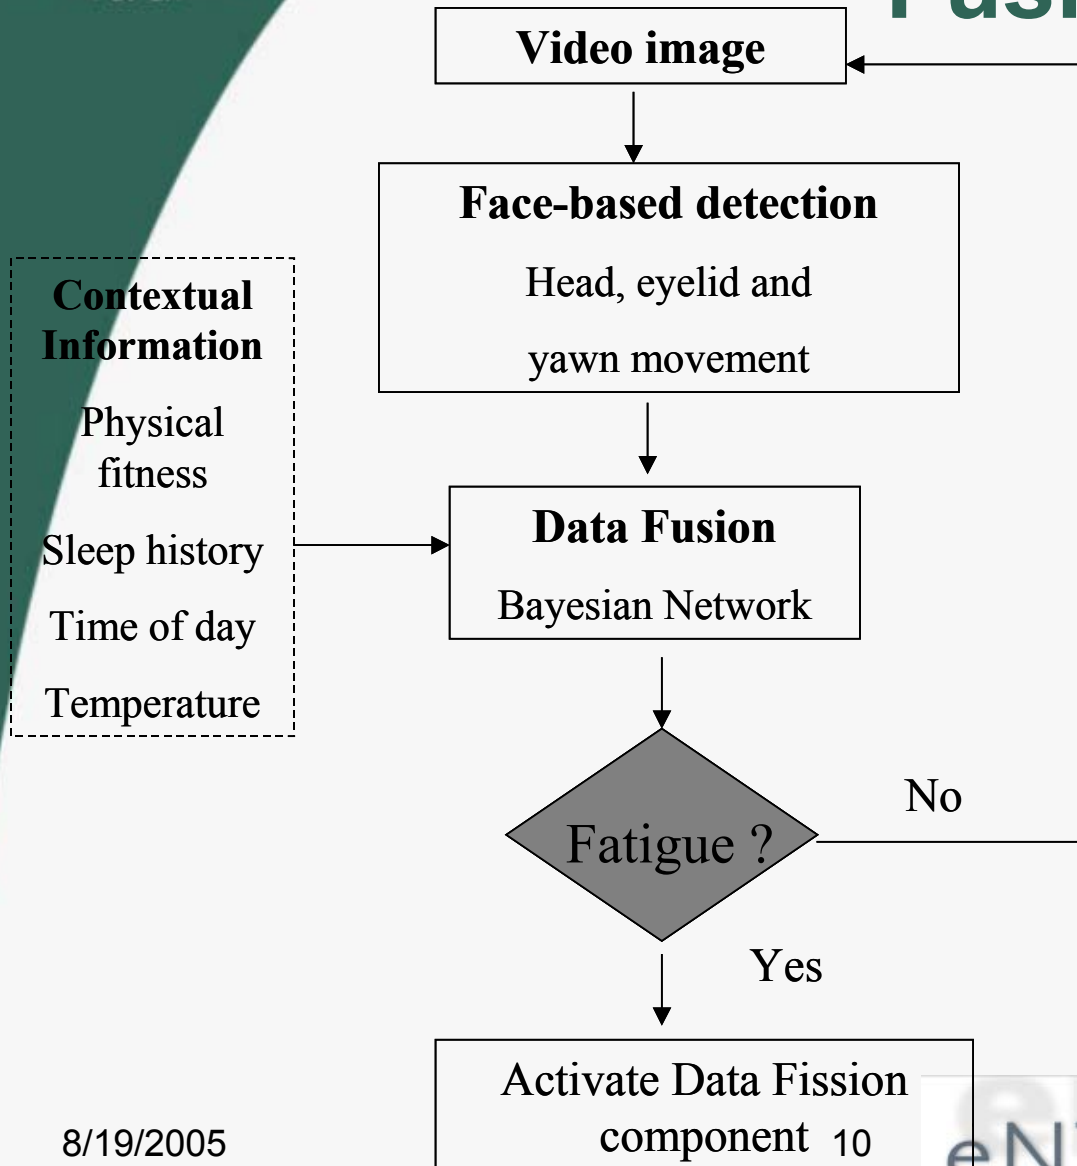 Video image
Face-based detection
Head, eyelid and
yawn movement
Contextual
Information
Physical
fitness
Sleep history
Time of day
Temperature
Data Fusion
Bayesian Network
Fatigue ?
No
Yes
Activate Data Fission
component
8/19/2005
10